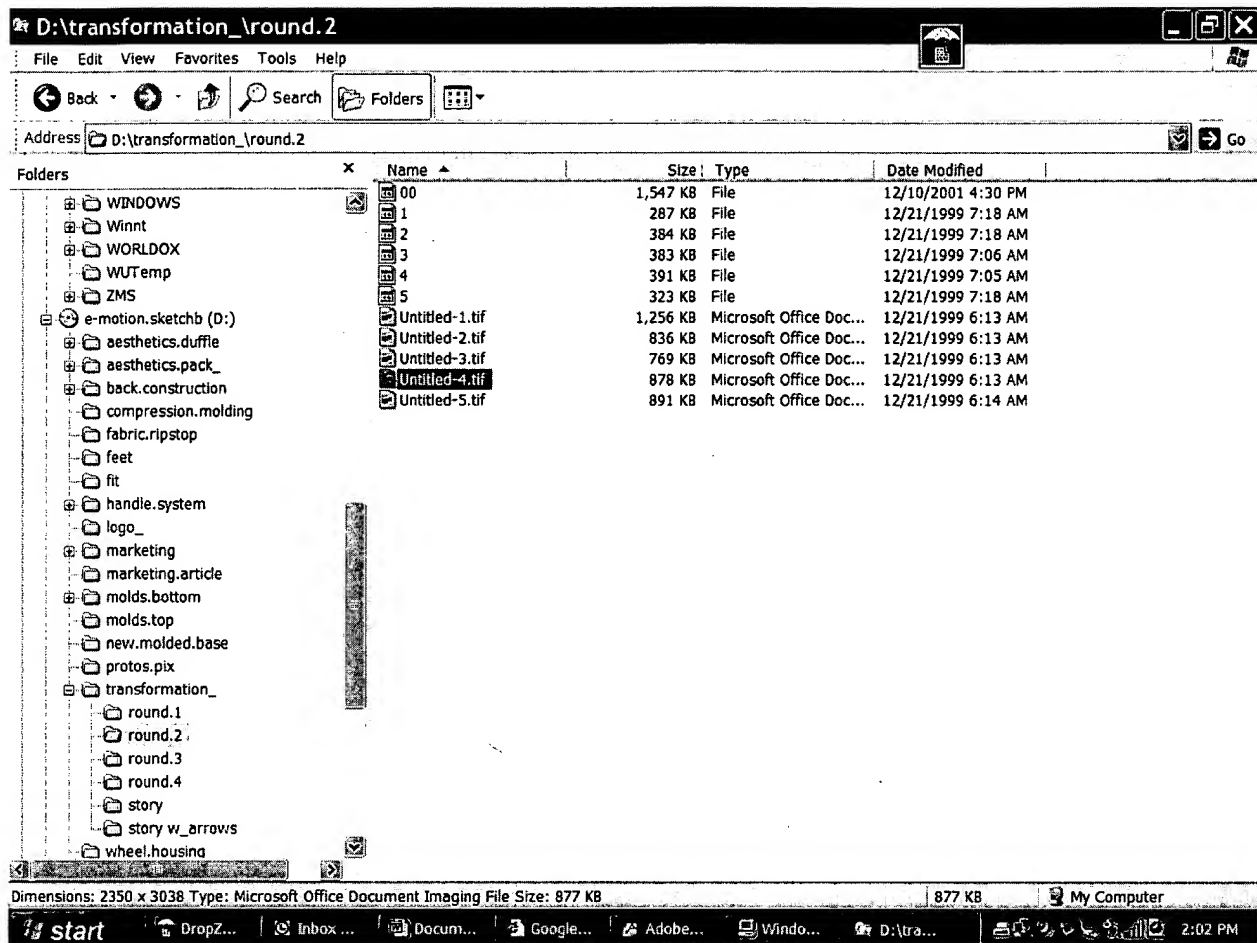 D:\transformation_\round.2
File Edit View Favorites Tools Help
Back Search Folders
Address D:\transformation_\round.2 Go
Folders x
WINDOWS
Winnt
WORLDOX
WUTemp
ZMS
e-motion.sketchb (D:)
aesthetics.duffle
aesthetics.pack_
back.construction
compression.molding
fabric.ripstop
feet
fit
handle.system
logo_
marketing
marketing.article
molds.bottom
molds.top
new.molded.base
protos.pix
transformation_
round.1
round.2
round.3
round.4
story
story w_arrows
wheel.housing
Name Size Type Date Modified
00 1,547 KB File 12/10/2001 4:30 PM
1 287 KB File 12/21/1999 7:18 AM
2 384 KB File 12/21/1999 7:18 AM
3 383 KB File 12/21/1999 7:06 AM
4 391 KB File 12/21/1999 7:05 AM
5 323 KB File 12/21/1999 7:18 AM
Untitled-1.tif 1,256 KB Microsoft Office Doc... 12/21/1999 6:13 AM
Untitled-2.tif 836 KB Microsoft Office Doc... 12/21/1999 6:13 AM
Untitled-3.tif 769 KB Microsoft Office Doc... 12/21/1999 6:13 AM
Untitled-4.tif 878 KB Microsoft Office Doc... 12/21/1999 6:13 AM
Untitled-5.tif 891 KB Microsoft Office Doc... 12/21/1999 6:14 AM
Dimensions: 2350 x 3038 Type: Microsoft Office Document Imaging File Size: 877 KB 877 KB My Computer
start DropZ... Inbox ... Docum... Google... Adobe... Windo... D:\tra... 2:02 PM